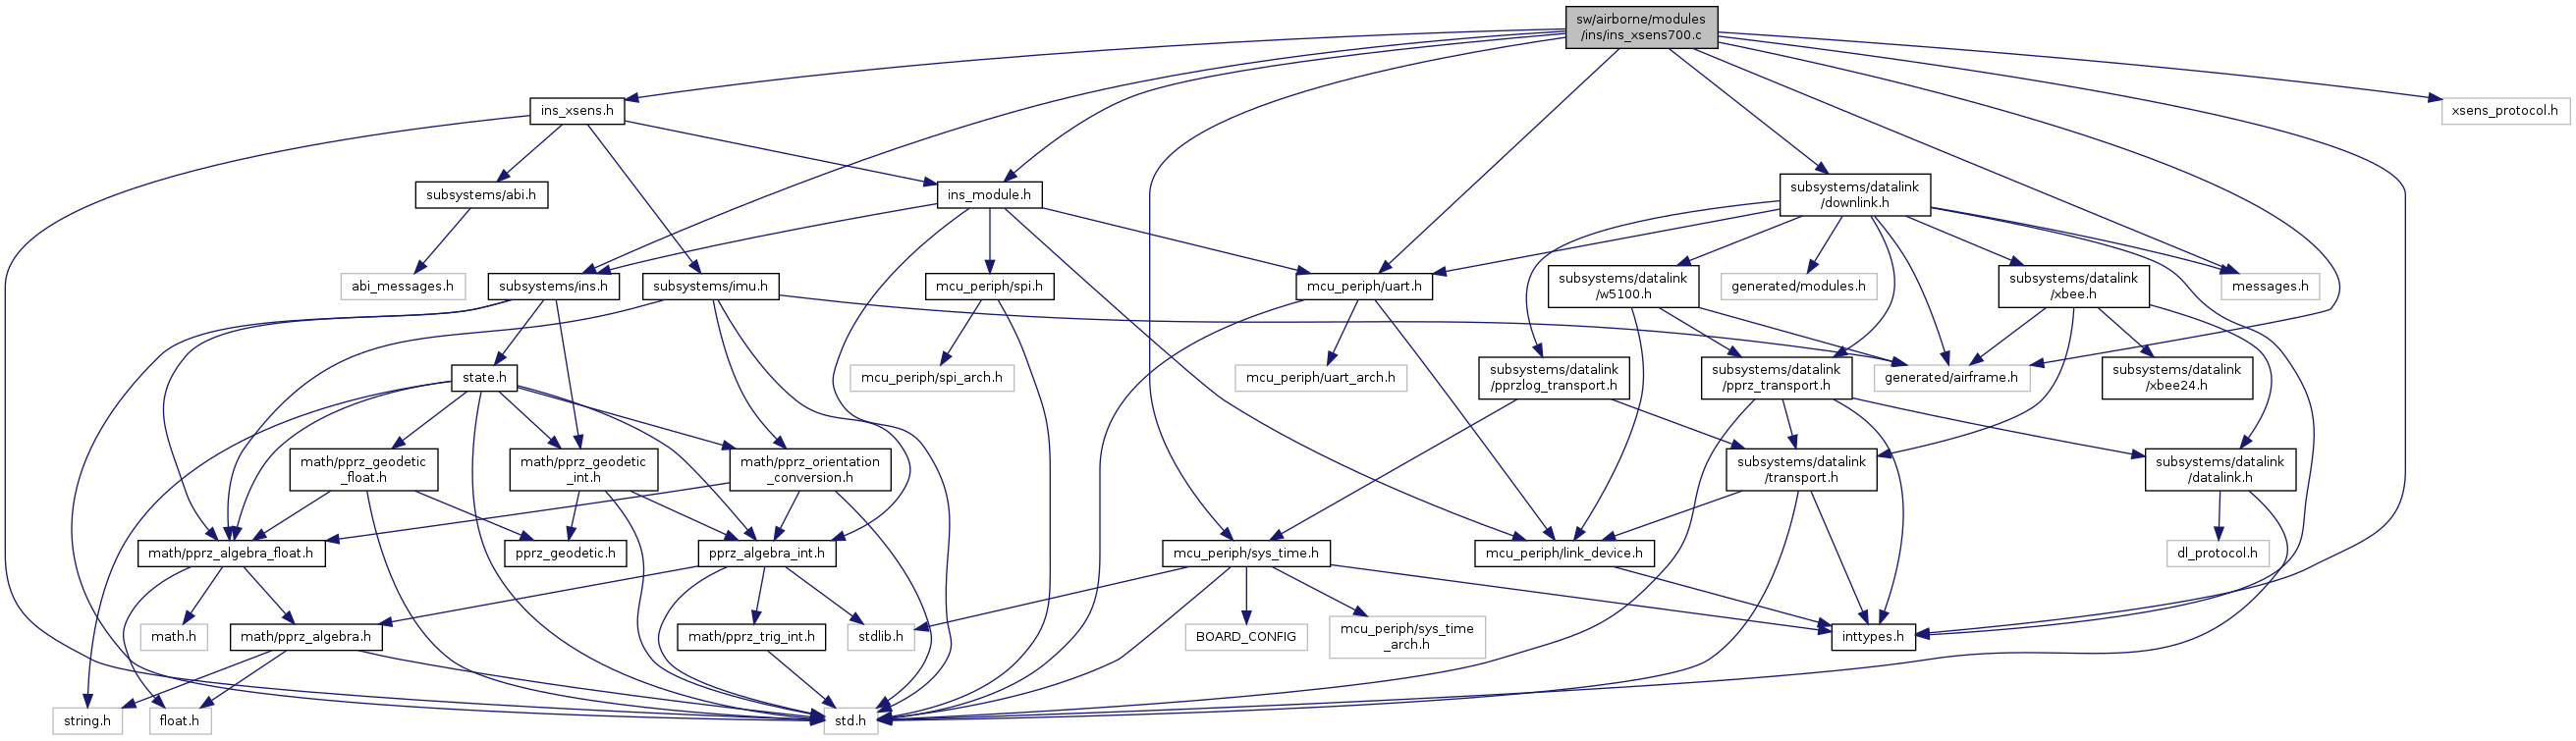 sw/airborne/modules
/ins/ins_xsens700.c
ins_xsens.h
xsens_protocol.h
subsystems/abi.h
ins_module.h
subsystems/datalink
/downlink.h
abi_messages.h
subsystems/ins.h
subsystems/imu.h
mcu_periph/spi.h
mcu_periph/uart.h
subsystems/datalink
/w5100.h
generated/modules.h
subsystems/datalink
/xbee.h
messages.h
state.h
mcu_periph/spi_arch.h
mcu_periph/uart_arch.h
subsystems/datalink
/pprzlog_transport.h
subsystems/datalink
/pprz_transport.h
generated/airframe.h
subsystems/datalink
/xbee24.h
math/pprz_geodetic
_float.h
math/pprz_geodetic
_int.h
math/pprz_orientation
_conversion.h
subsystems/datalink
/transport.h
subsystems/datalink
/datalink.h
math/pprz_algebra_float.h
pprz_geodetic.h
pprz_algebra_int.h
mcu_periph/sys_time.h
mcu_periph/link_device.h
dl_protocol.h
math.h
math/pprz_algebra.h
math/pprz_trig_int.h
stdlib.h
BOARD_CONFIG
mcu_periph/sys_time
_arch.h
inttypes.h
string.h
float.h
std.h